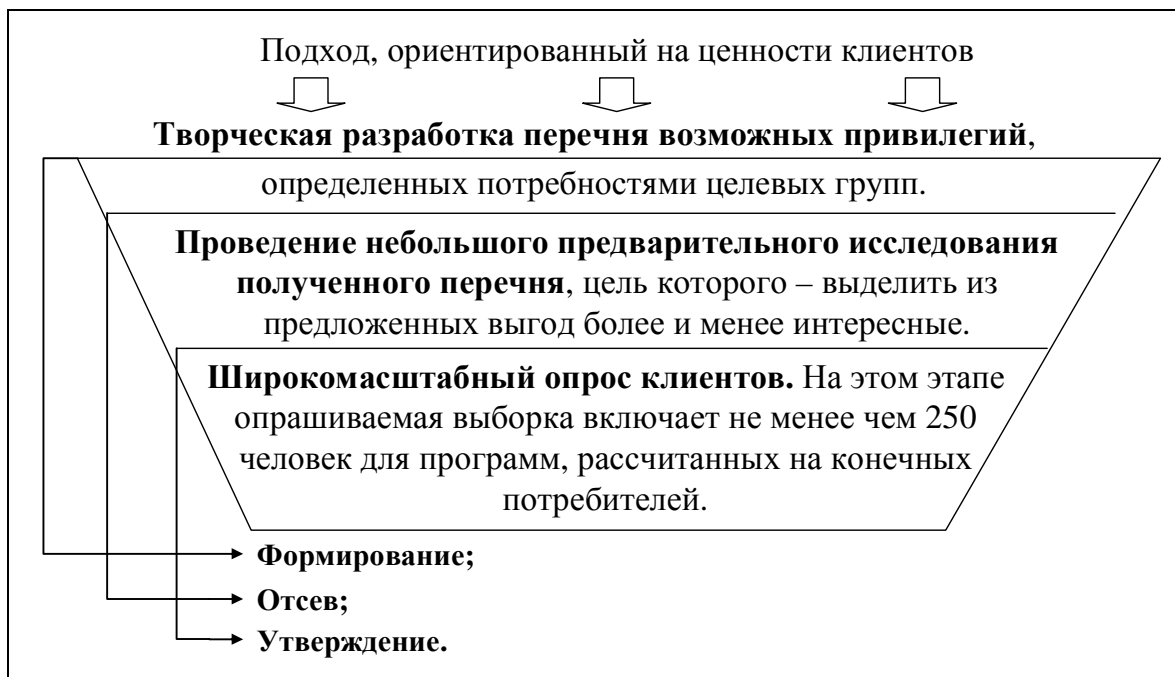 Подход, ориентированный на ценности клиентов
Творческая разработка перечня возможных привилегий,
определенных потребностями целевых групп.
Проведение небольшого предварительного исследования
полученного перечня, цель которого – выделить из
предложенных выгод более и менее интересные.
Широкомасштабный опрос клиентов. На этом этапе
опрашиваемая выборка включает не менее чем 250
человек для программ, рассчитанных на конечных
потребителей.
Формирование;
Отсев;
Утверждение.